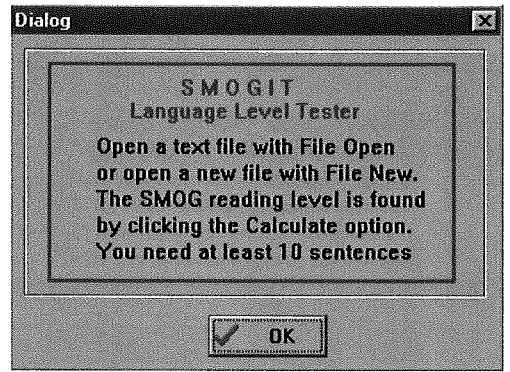 Dialog
S M O G I T
Language Level Tester
Open a text file with File Open
or open a new file with File New.
The SMOG reading level is found
by clicking the Calculate option.
You need at least 10 sentences
OK